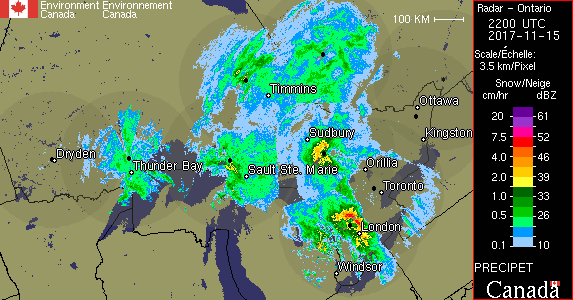 Environment Environnement
Canada Canada
100 KM
Timmins
Ottawa
Sudbury
Kingston
Dryden
Thunder Bay
Sault Ste. Marie
Orillia
Toronto
London
Windsor
Radar – Ontario
2200 UTC
2017-11-15
Scale/Échelle:
3.5 km/Pixel
Snow/Neige
cm/hr dBZ
20 61
7.5 52
4.0 46
2.0 39
1.0 33
0.5 26
0.1 10
PRECIPET
Canada